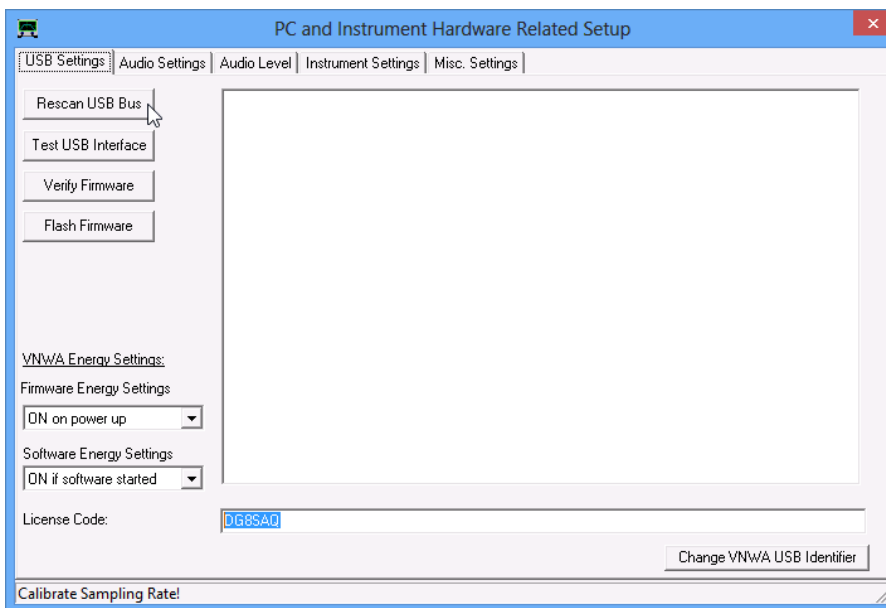 PC and Instrument Hardware Related Setup
USB Settings
Audio Settings
Audio Level
Instrument Settings
Misc. Settings
Rescan USB Bus
Test USB Interface
Verify Firmware
Flash Firmware
VNWA Energy Settings:
Firmware Energy Settings
ON on power up
Software Energy Settings
ON if software started
License Code:
DG8SAQ
Change VNWA USB Identifier
Calibrate Sampling Rate!